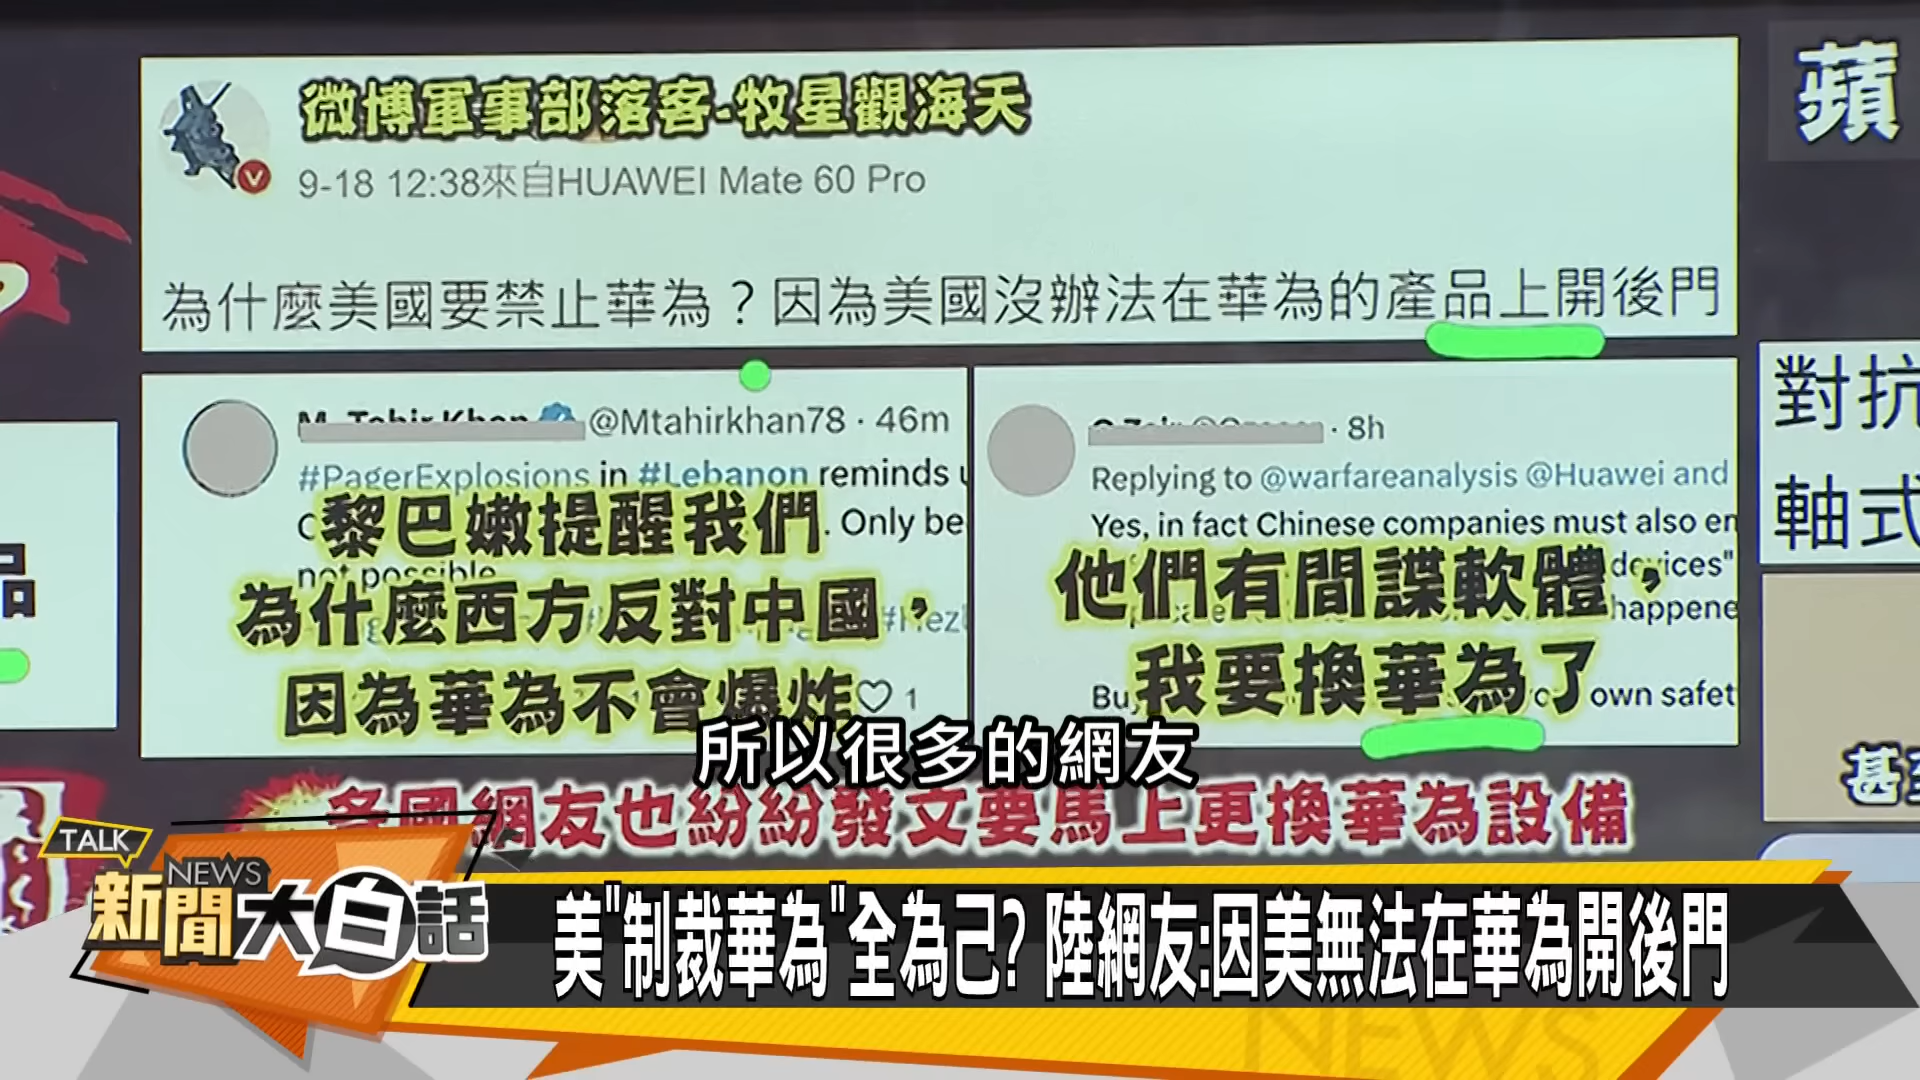 微博軍事部落客-牧星觀海天
9-18 12:38來自HUAWEI Mate 60 Pro
為什麼美國要禁止華為？因為美國沒辦法在華為的產品上開後門
蘋
@Mtahirkhan78 · 46m
#PagerExplosions in #Lebanon reminds
Only be
not possible
黎巴嫩提醒我們
為什麼西方反對中國，
因為華為不會爆炸
1
· 8h
Replying to @warfareanalysis @Huawei and
Yes, in fact Chinese companies must also en
devices"
happene
own safet
他們有間諜軟體，
我要換華為了
對抗
軸式
品
甚至
所以很多的網友
各國網友也紛紛發文要馬上更換華為設備
TALK
NEWS
新聞大白話
美"制裁華為"全為己? 陸網友:因美無法在華為開後門
NEWS